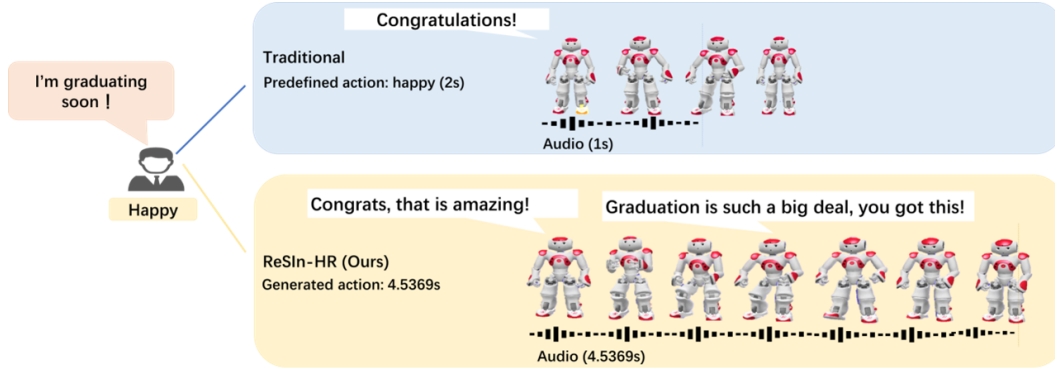 I'm graduating
soon！
Happy
Congratulations!
Traditional
Predefined action: happy (2s)
Audio (1s)
Congrats, that is amazing!
Graduation is such a big deal, you got this!
ReSIn-HR (Ours)
Generated action: 4.5369s
Audio (4.5369s)